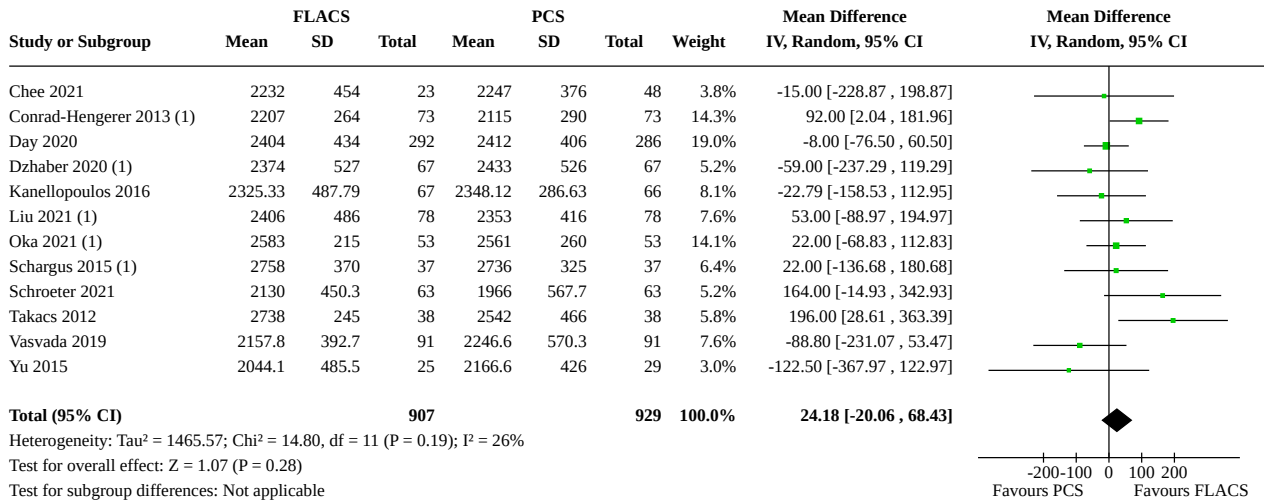 FLACS PCS Mean Difference Mean Difference
Study or Subgroup Mean SD Total Mean SD Total Weight IV, Random, 95% CI IV, Random, 95% CI
Chee 2021 2232 454 23 2247 376 48 3.8% -15.00 [-228.87 , 198.87]
Conrad-Hengerer 2013 (1) 2207 264 73 2115 290 73 14.3% 92.00 [2.04 , 181.96]
Day 2020 2404 434 292 2412 406 286 19.0% -8.00 [-76.50 , 60.50]
Dzhaber 2020 (1) 2374 527 67 2433 526 67 5.2% -59.00 [-237.29 , 119.29]
Kanellopoulos 2016 2325.33 487.79 67 2348.12 286.63 66 8.1% -22.79 [-158.53 , 112.95]
Liu 2021 (1) 2406 486 78 2353 416 78 7.6% 53.00 [-88.97 , 194.97]
Oka 2021 (1) 2583 215 53 2561 260 53 14.1% 22.00 [-68.83 , 112.83]
Schargus 2015 (1) 2758 370 37 2736 325 37 6.4% 22.00 [-136.68 , 180.68]
Schroeter 2021 2130 450.3 63 1966 567.7 63 5.2% 164.00 [-14.93 , 342.93]
Takacs 2012 2738 245 38 2542 466 38 5.8% 196.00 [28.61 , 363.39]
Vasvada 2019 2157.8 392.7 91 2246.6 570.3 91 7.6% -88.80 [-231.07 , 53.47]
Yu 2015 2044.1 485.5 25 2166.6 426 29 3.0% -122.50 [-367.97 , 122.97]
Total (95% CI) 907 929 100.0% 24.18 [-20.06 , 68.43]
Heterogeneity: Tau² = 1465.57; Chi² = 14.80, df = 11 (P = 0.19); I² = 26%
Test for overall effect: Z = 1.07 (P = 0.28)
Test for subgroup differences: Not applicable
-200 -100 0 100 200
Favours PCS Favours FLACS